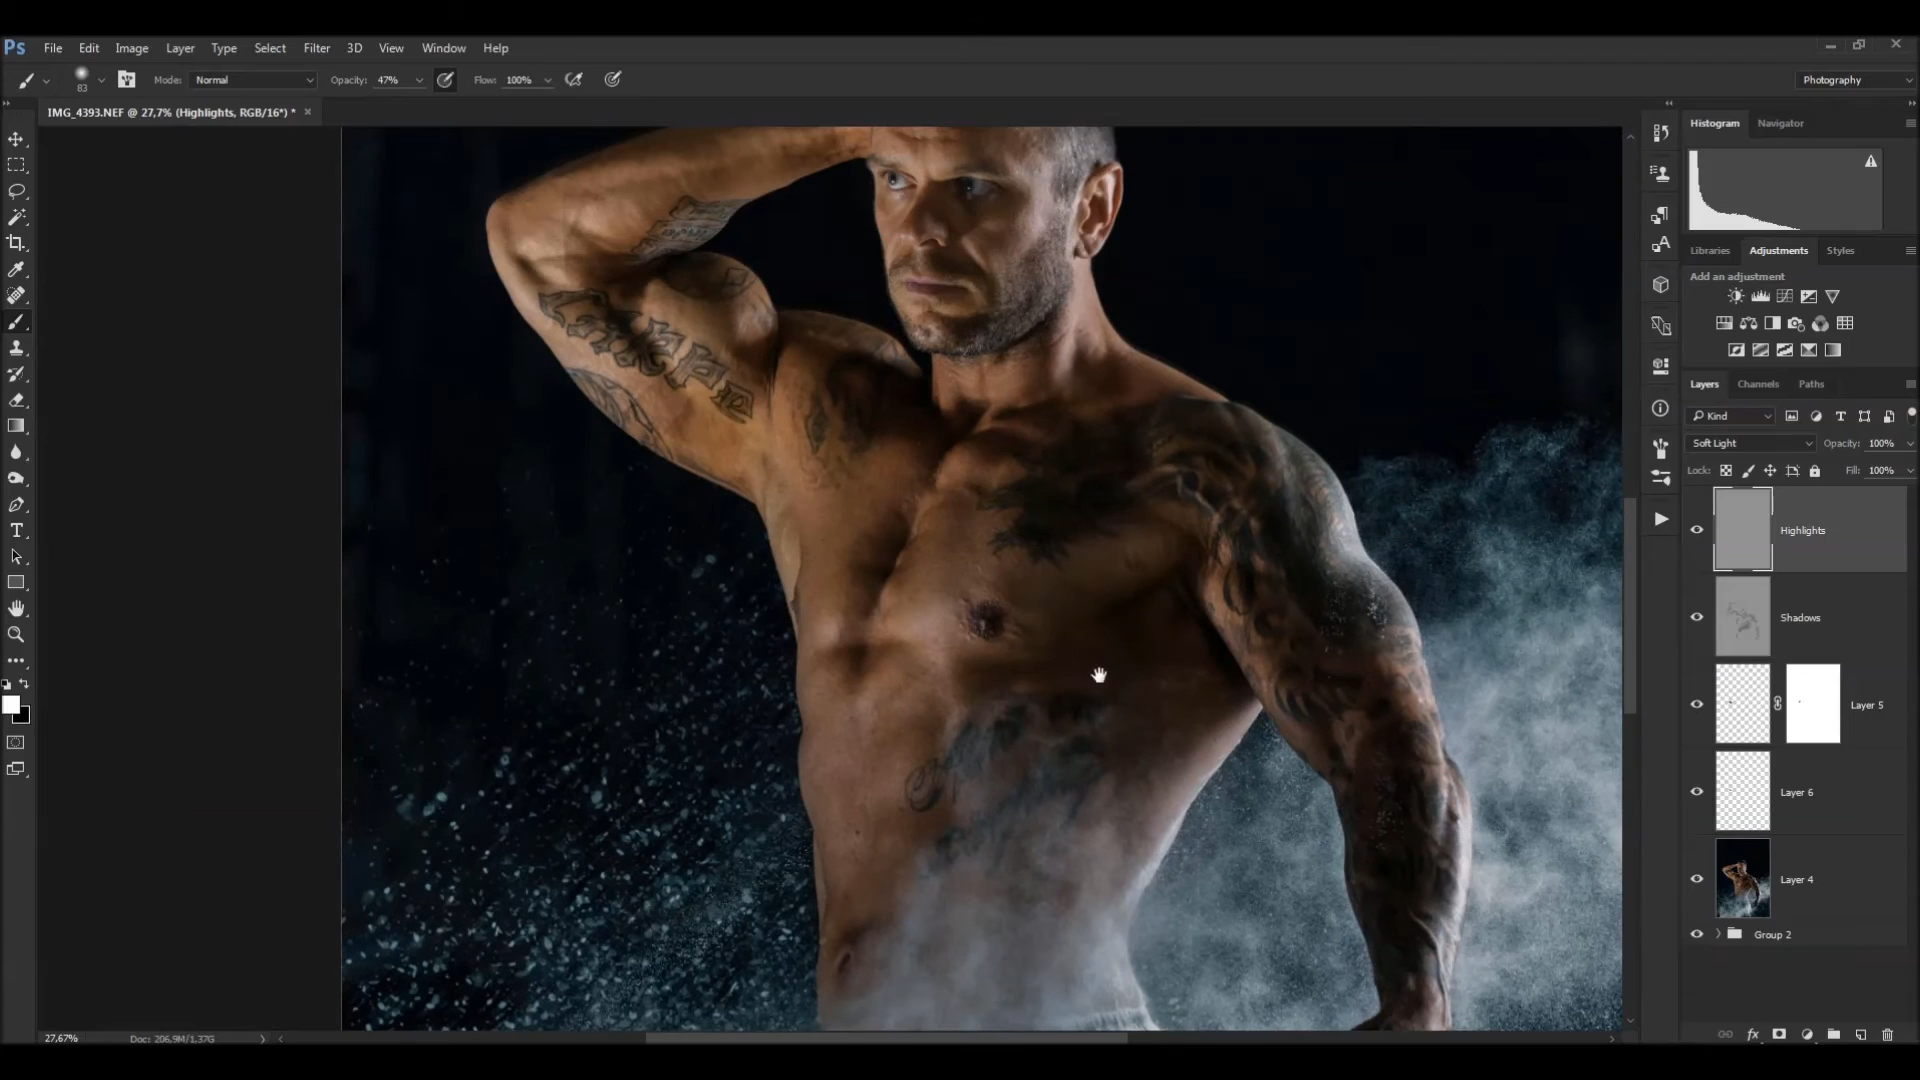 Ps File Edit Image Layer Type Select Filter 3D View Window Help
83 Mode: Normal Opacity: 47% Flow: 100% Photography
IMG_4393.NEF @ 27,7% (Highlights, RGB/16*) * ×
Histogram Navigator
Libraries Adjustments Styles
Add an adjustment
Layers Channels Paths
Kind
Soft Light Opacity: 100%
Lock: Fill: 100%
Highlights
Shadows
Layer 5
Layer 6
Layer 4
Group 2
27,67% Doc: 206,9M/1,37G
fx